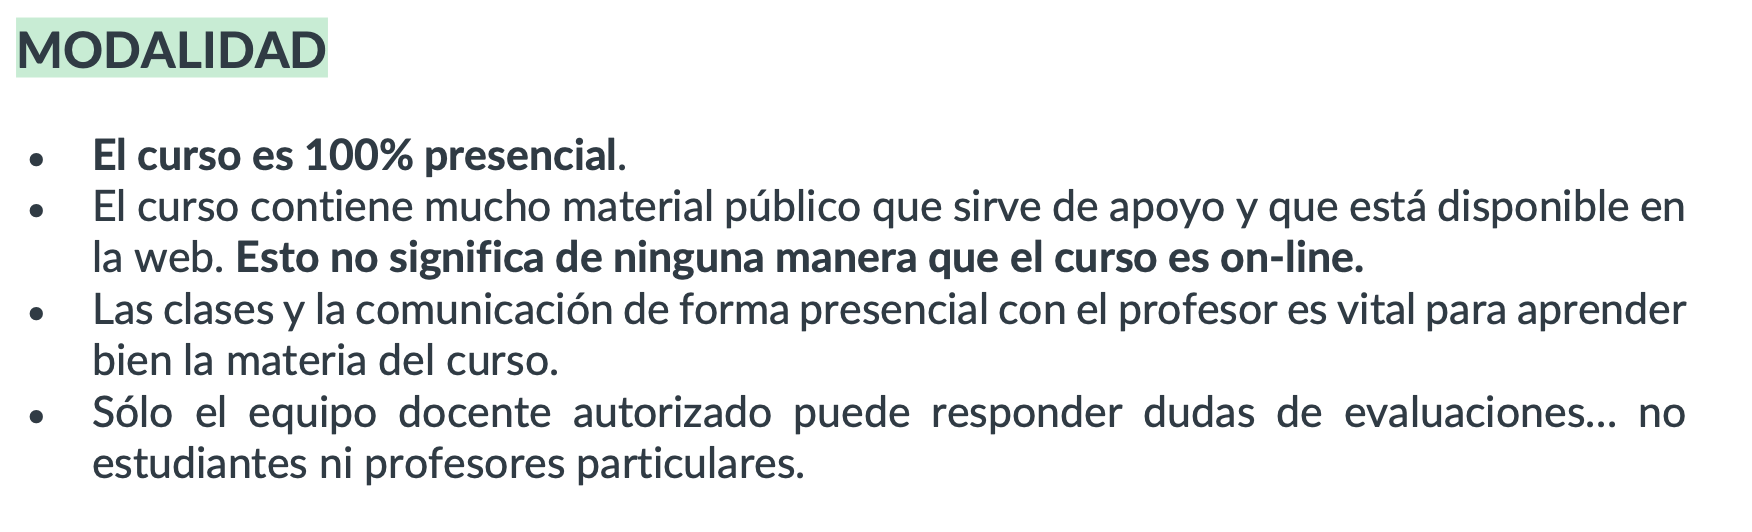 MODALIDAD
• El curso es 100% presencial.
• El curso contiene mucho material público que sirve de apoyo y que está disponible en
la web. Esto no significa de ninguna manera que el curso es on-line.
• Las clases y la comunicación de forma presencial con el profesor es vital para aprender
bien la materia del curso.
• Sólo el equipo docente autorizado puede responder dudas de evaluaciones... no
estudiantes ni profesores particulares.